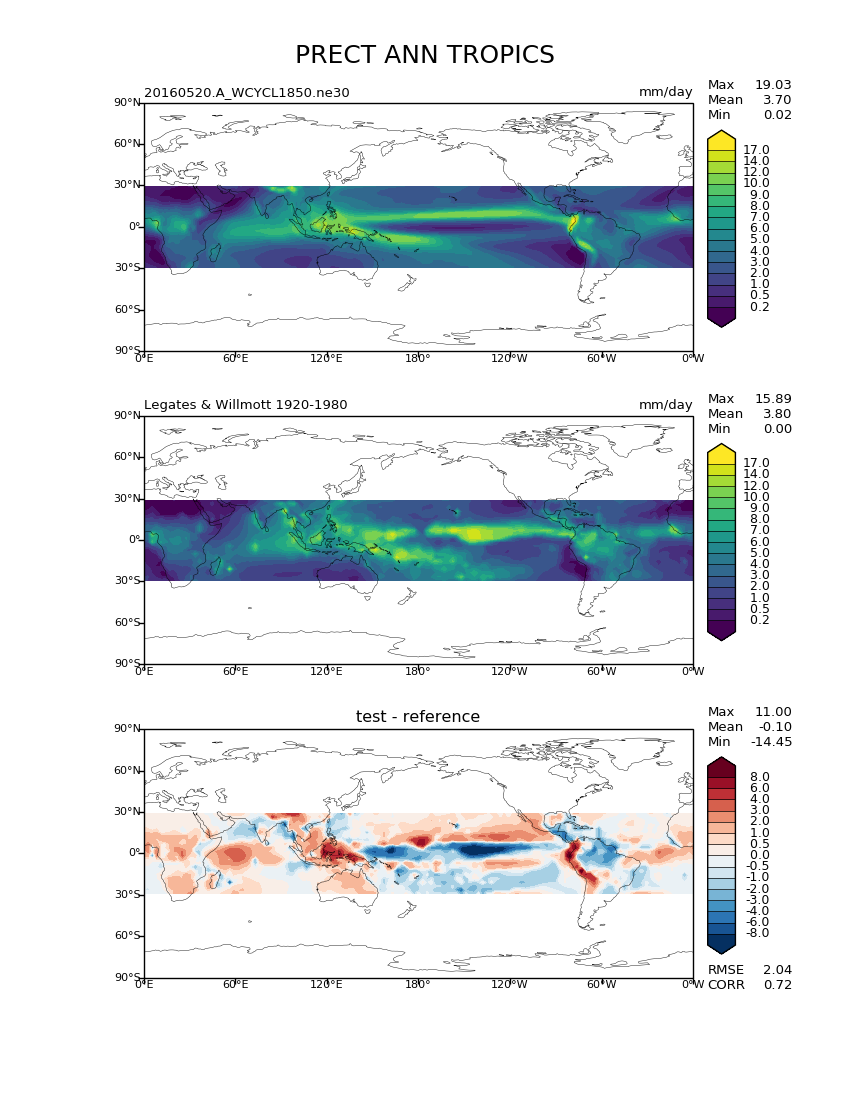 PRECT ANN TROPICS
20160520.A_WCYCL1850.ne30 mm/day
Max 19.03
Mean 3.70
Min 0.02
90°N
60°N
30°N
0°
30°S
60°S
90°S
0°E 60°E 120°E 180° 120°W 60°W 0°W
17.0
14.0
12.0
10.0
9.0
8.0
7.0
6.0
5.0
4.0
3.0
2.0
1.0
0.5
0.2
Legates & Willmott 1920-1980 mm/day
Max 15.89
Mean 3.80
Min 0.00
90°N
60°N
30°N
0°
30°S
60°S
90°S
0°E 60°E 120°E 180° 120°W 60°W 0°W
17.0
14.0
12.0
10.0
9.0
8.0
7.0
6.0
5.0
4.0
3.0
2.0
1.0
0.5
0.2
test - reference
Max 11.00
Mean -0.10
Min -14.45
90°N
60°N
30°N
0°
30°S
60°S
90°S
0°E 60°E 120°E 180° 120°W 60°W 0°W
8.0
6.0
4.0
3.0
2.0
1.0
0.5
0.0
-0.5
-1.0
-2.0
-3.0
-4.0
-6.0
-8.0
RMSE 2.04
CORR 0.72